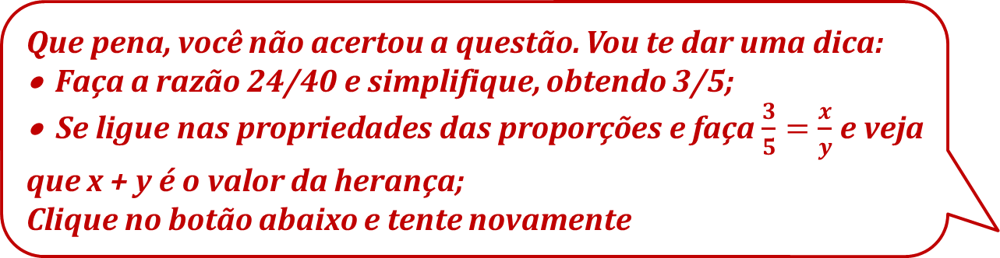 Que pena, você não acertou a questão. Vou te dar uma dica:
• Faça a razão 24/40 e simplifique, obtendo 3/5;
• Se ligue nas propriedades das proporções e faça 3/5 = x/y e veja
que x + y é o valor da herança;
Clique no botão abaixo e tente novamente